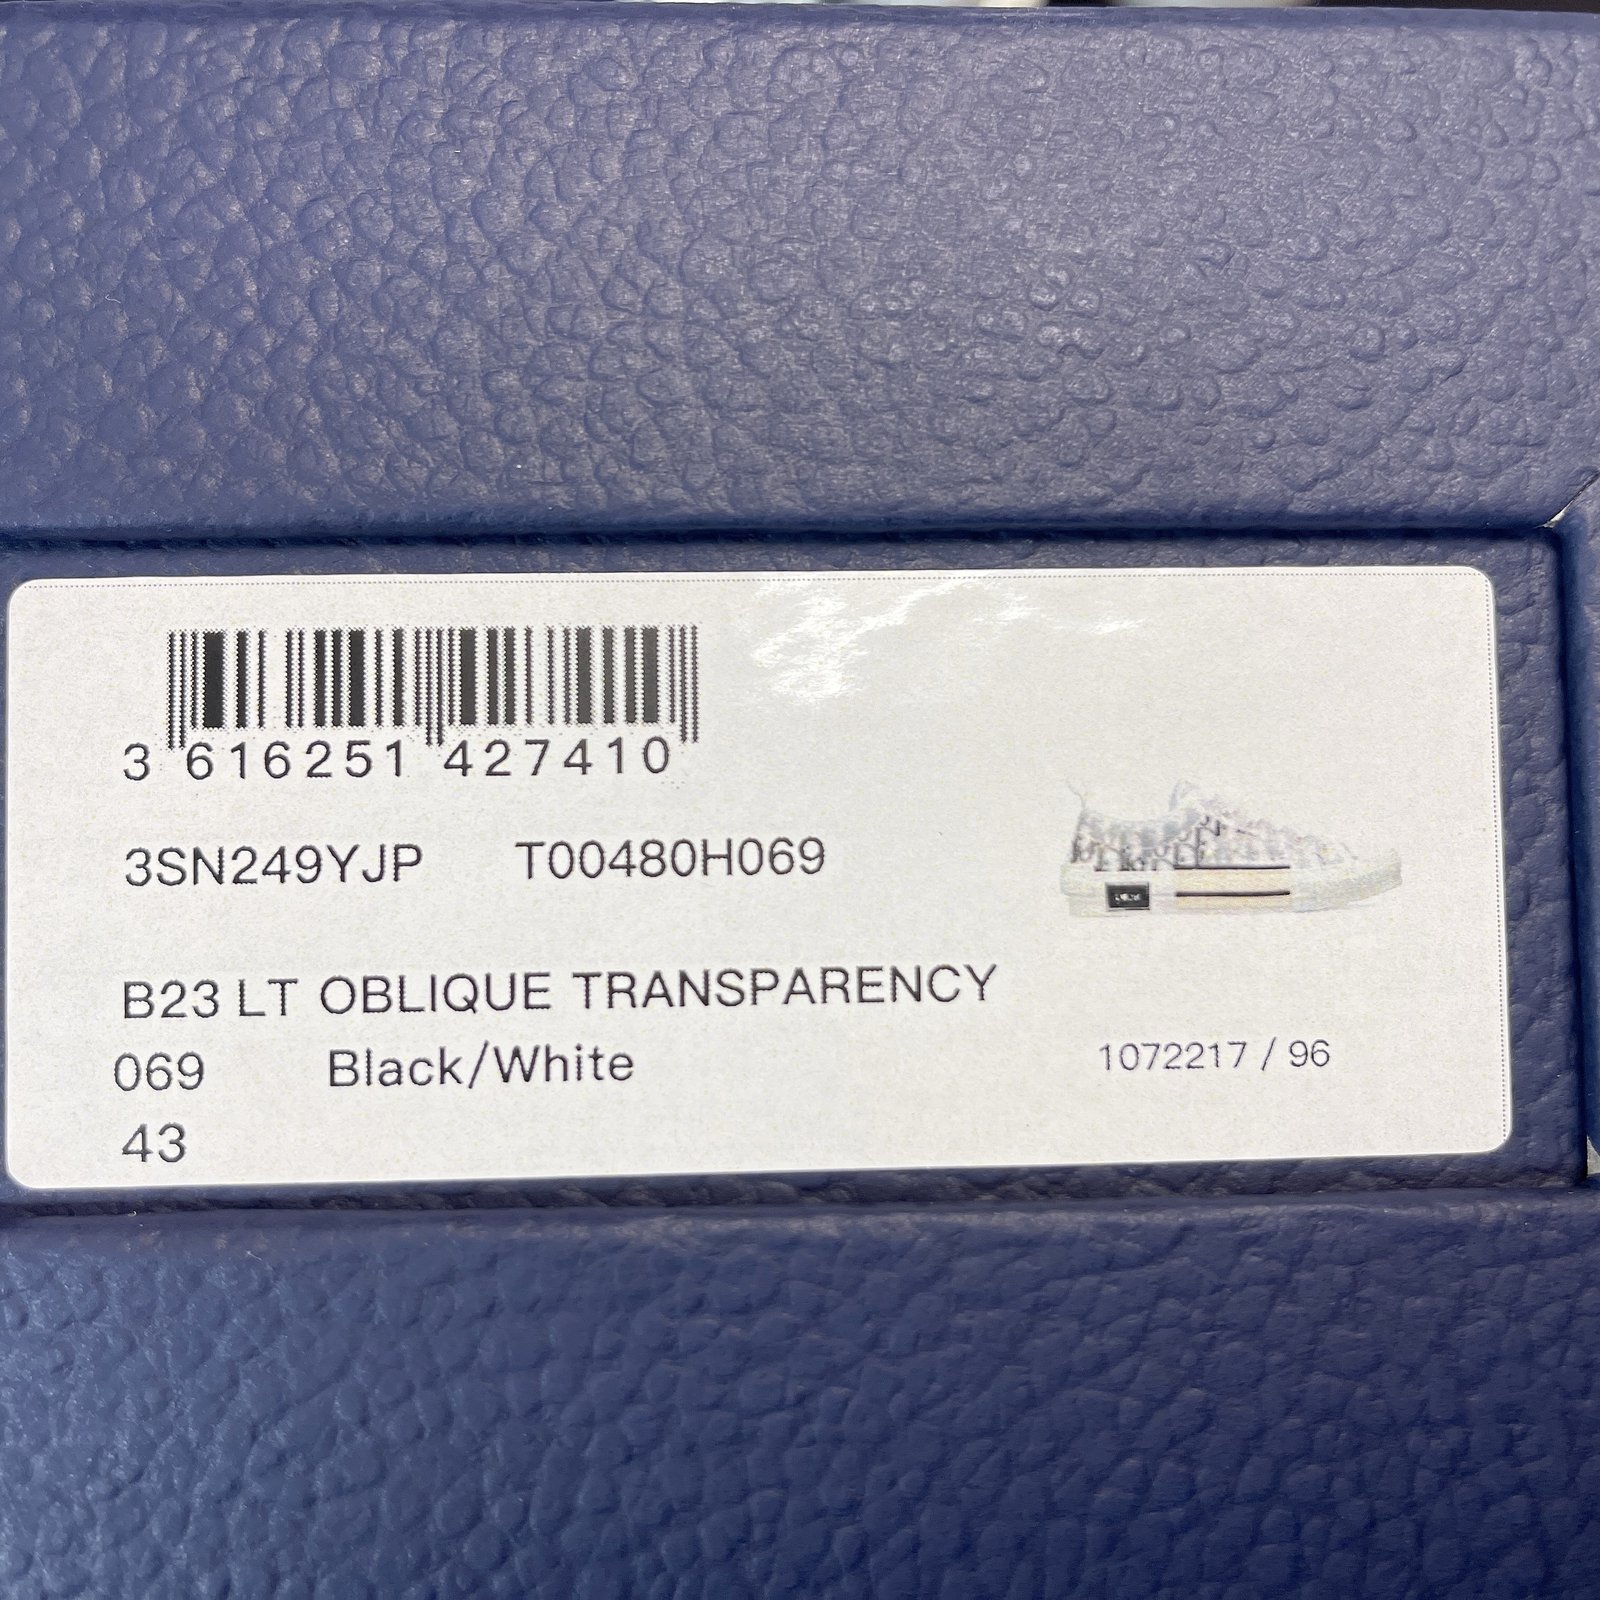 3 616251 427410
3SN249YJP T00480H069
B23 LT OBLIQUE TRANSPARENCY
069 Black/White
1072217 / 96
43